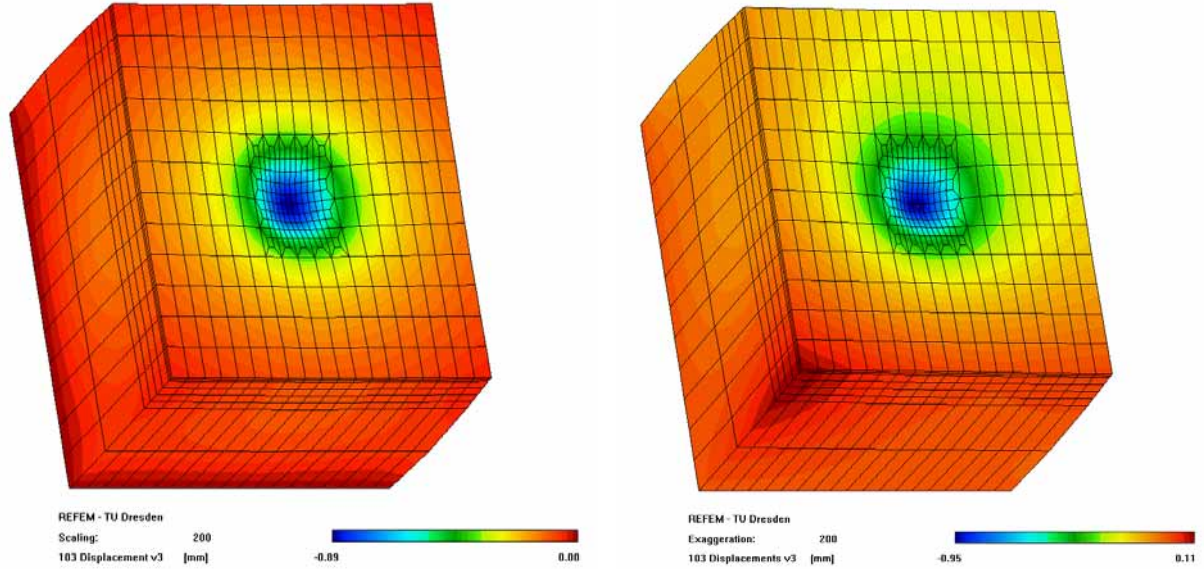 REFEM - TU Dresden
Scaling: 200
103 Displacement v3 [mm] -0.89 0.00
REFEM - TU Dresden
Exaggeration: 200
103 Displacements v3 [mm] -0.95 0.11